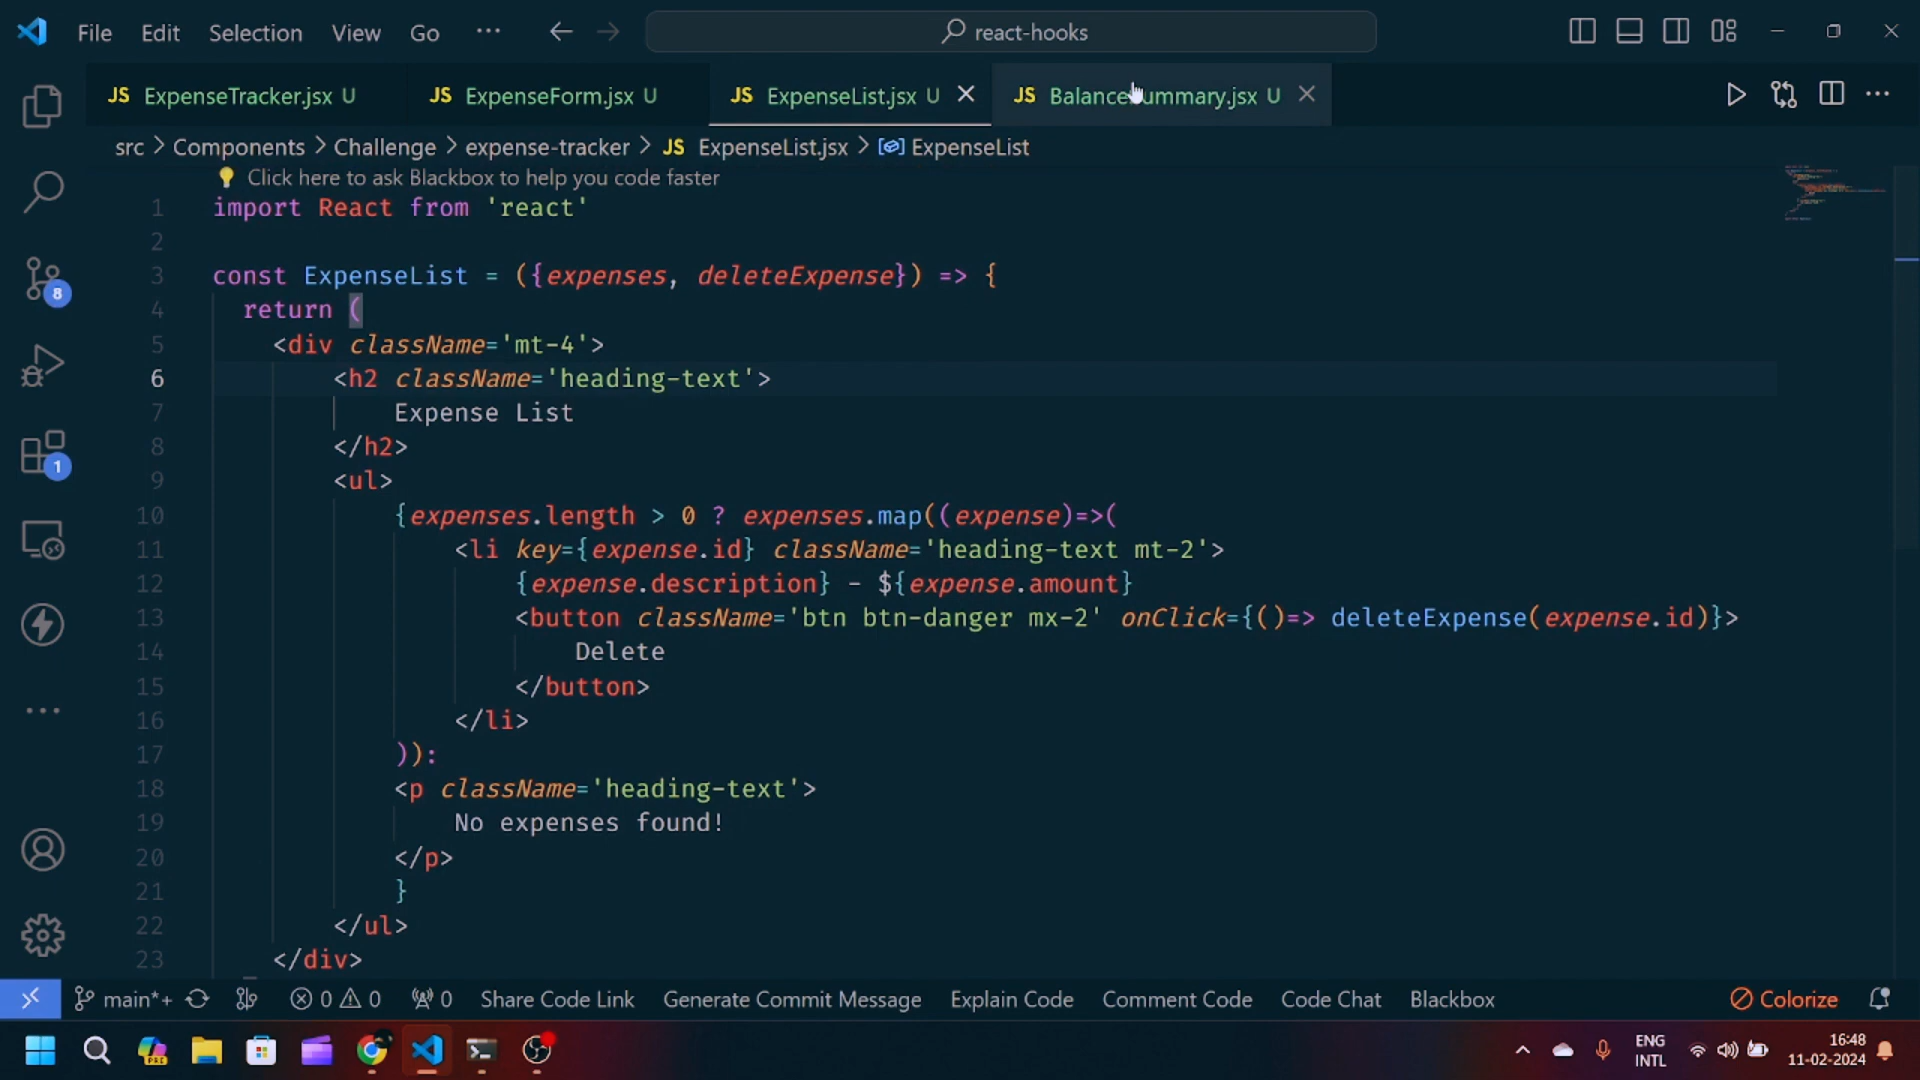 File Edit Selection View Go ··· react-hooks
JS ExpenseTracker.jsx U JS ExpenseForm.jsx U JS ExpenseList.jsx U JS BalanceSummary.jsx U
src > Components > Challenge > expense-tracker > JS ExpenseList.jsx > ExpenseList
Click here to ask Blackbox to help you code faster
1 import React from 'react'
2
3 const ExpenseList = ({expenses, deleteExpense}) => {
4 return (
5 <div className='mt-4'>
6 <h2 className='heading-text'>
7 Expense List
8 </h2>
9 <ul>
10 {expenses.length > 0 ? expenses.map((expense)=>(
11 <li key={expense.id} className='heading-text mt-2'>
12 {expense.description} - ${expense.amount}
13 <button className='btn btn-danger mx-2' onClick={()=> deleteExpense(expense.id)}>
14 Delete
15 </button>
16 </li>
17 )):
18 <p className='heading-text'>
19 No expenses found!
20 </p>
21 }
22 </ul>
23 </div>
8
1
main*+ 0 0 0 Share Code Link Generate Commit Message Explain Code Comment Code Code Chat Blackbox Colorize
PRE
ENG
INTL
16:48
11-02-2024